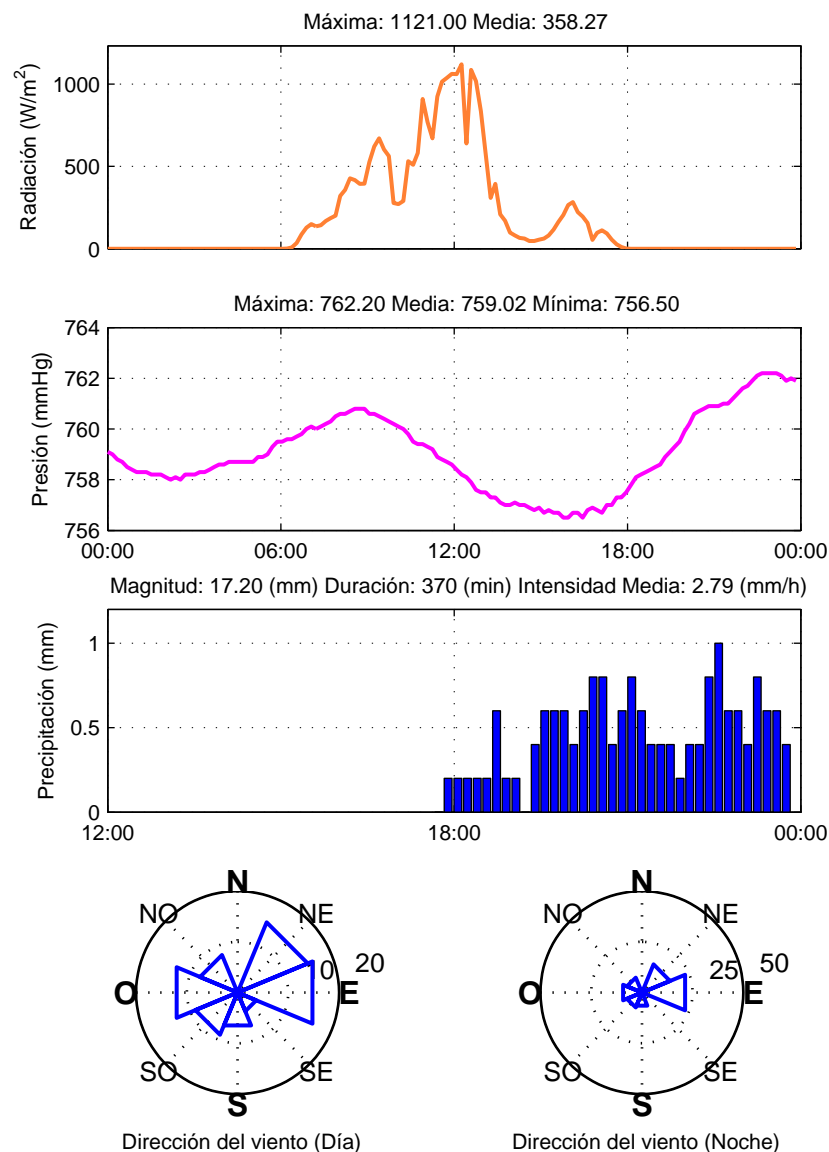 Máxima: 1121.00 Media: 358.27
1000
500
0
Radiación (W/m²)
Máxima: 762.20 Media: 759.02 Mínima: 756.50
764
762
760
758
756
Presión (mmHg)
00:00 06:00 12:00 18:00 00:00
Magnitud: 17.20 (mm) Duración: 370 (min) Intensidad Media: 2.79 (mm/h)
1
0.5
0
Precipitación (mm)
12:00 18:00 00:00
N
NO NE
0 20
O E
SO SE
S
Dirección del viento (Día)
N
NO NE
25 50
O E
SO SE
S
Dirección del viento (Noche)